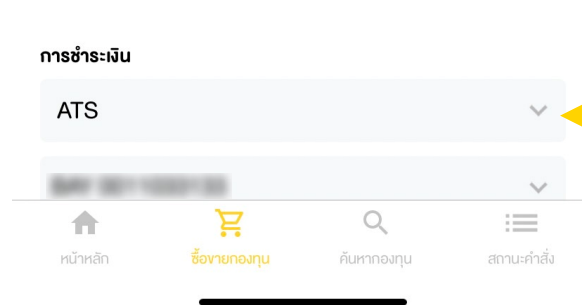 การชำระเงิน
ATS
หน้าหลัก
ซื้อขายกองทุน
ค้นหากองทุน
สถานะคำสั่ง